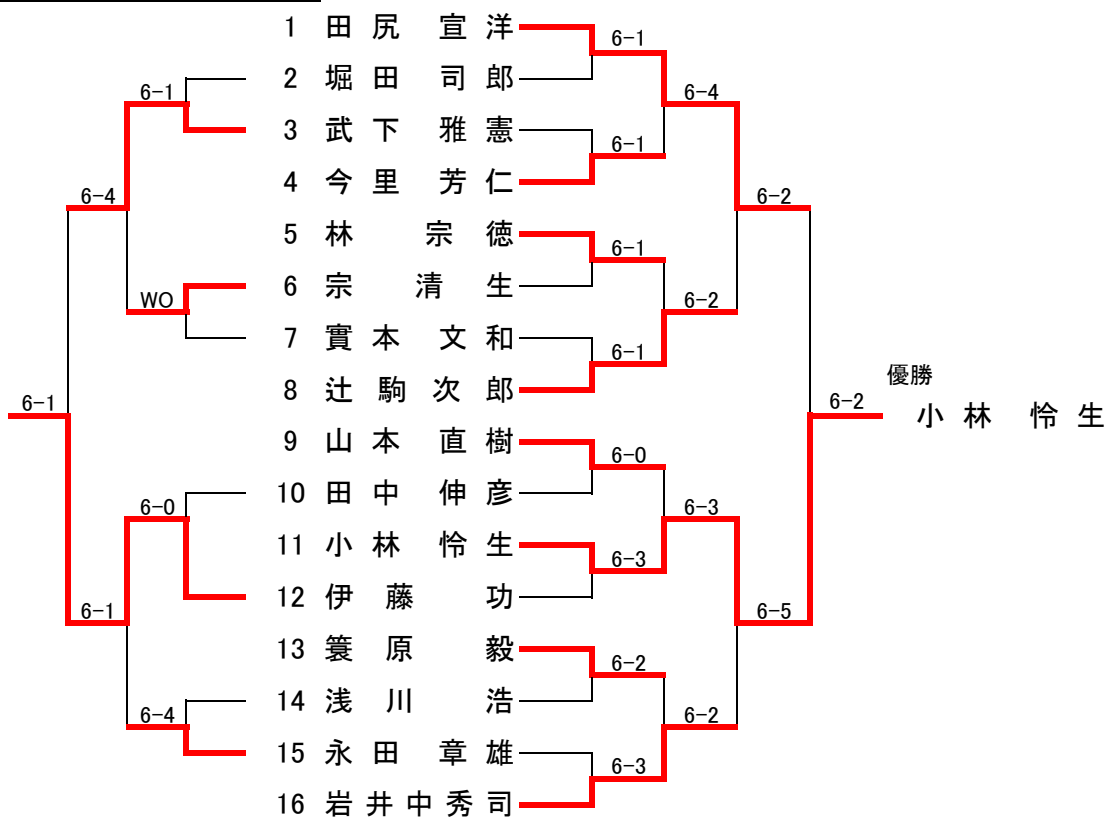 1 田尻 宣洋
6-1
2 堀田 司郎
6-1
6-4
3 武下 雅憲
6-1
4 今里 芳仁
6-4
6-2
5 林 宗徳
6-1
6 宗 清生
WO
6-2
7 實本 文和
6-1
8 辻駒次郎
優勝
6-1
6-2
小林 怜生
9 山本 直樹
6-0
10 田中 伸彦
6-0
6-3
11 小林 怜生
6-3
12 伊藤 功
6-1
6-5
13 簑原 毅
6-2
14 浅川 浩
6-4
6-2
15 永田 章雄
6-3
16 岩井中秀司